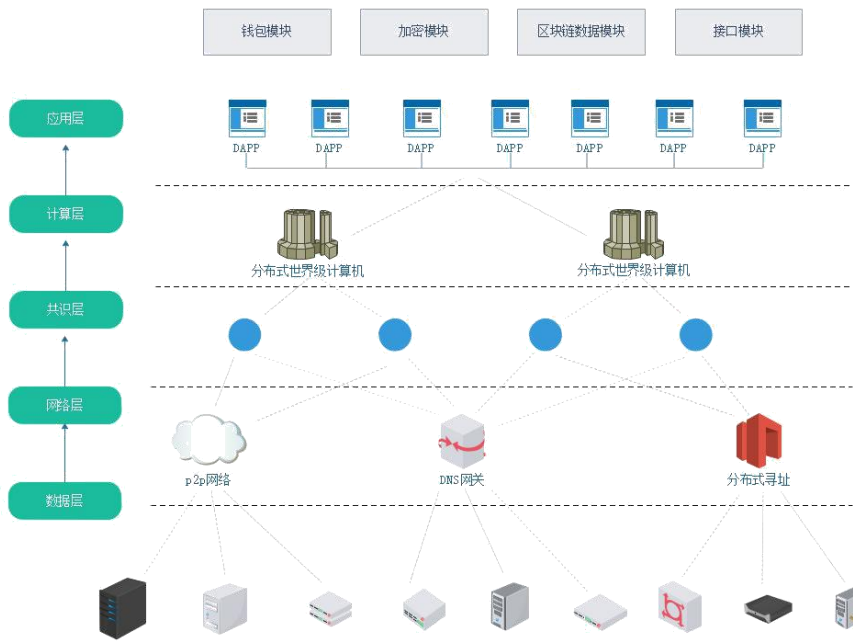 钱包模块
加密模块
区块链数据模块
接口模块
应用层
DAPP
DAPP
DAPP
DAPP
DAPP
DAPP
DAPP
计算层
分布式世界级计算机
分布式世界级计算机
共识层
网络层
p2p网络
DNS网关
分布式寻址
数据层